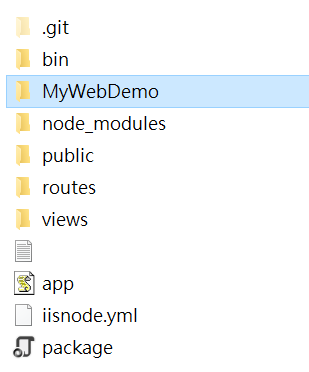 .git
bin
MyWebDemo
node_modules
public
routes
views
app
iisnode.yml
package